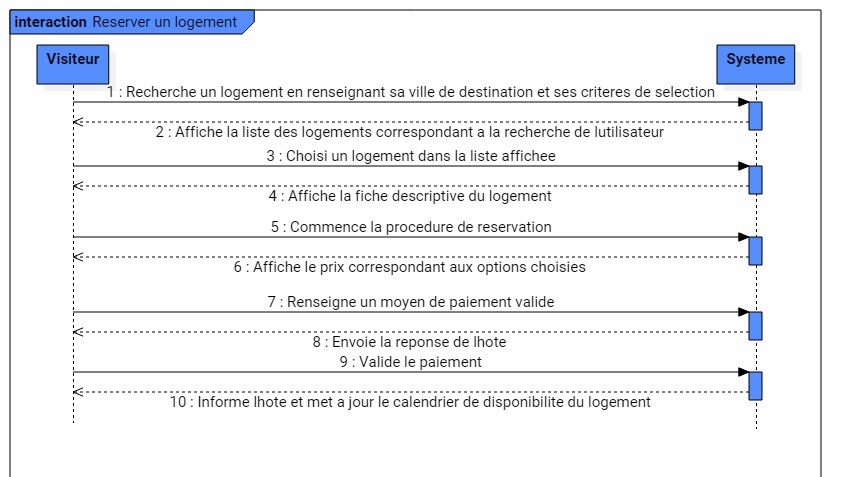 interaction Reserver un logement
Visiteur
Systeme
1 : Recherche un logement en renseignant sa ville de destination et ses criteres de selection
2 : Affiche la liste des logements correspondant a la recherche de lutilisateur
3 : Choisi un logement dans la liste affichee
4 : Affiche la fiche descriptive du logement
5 : Commence la procedure de reservation
6 : Affiche le prix correspondant aux options choisies
7 : Renseigne un moyen de paiement valide
8 : Envoie la reponse de lhote
9 : Valide le paiement
10 : Informe lhote et met a jour le calendrier de disponibilite du logement